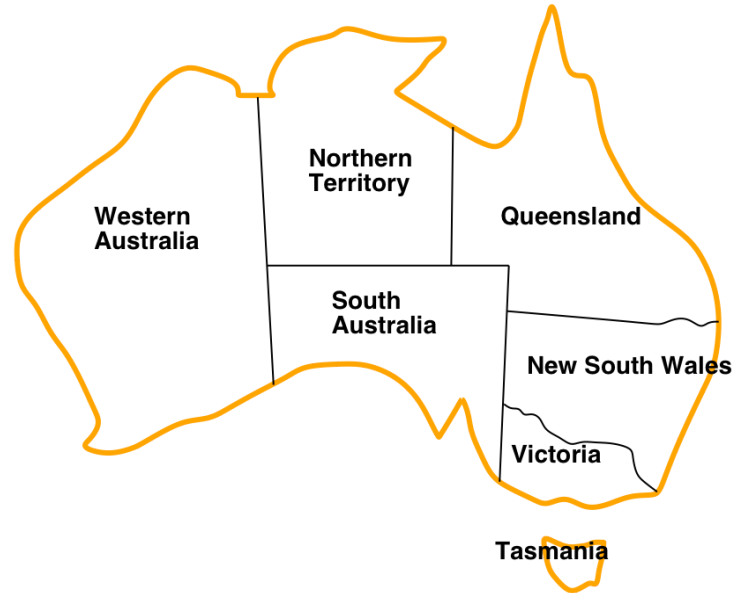 Northern
Territory
Western
Australia
Queensland
South
Australia
New South Wales
Victoria
Tasmania